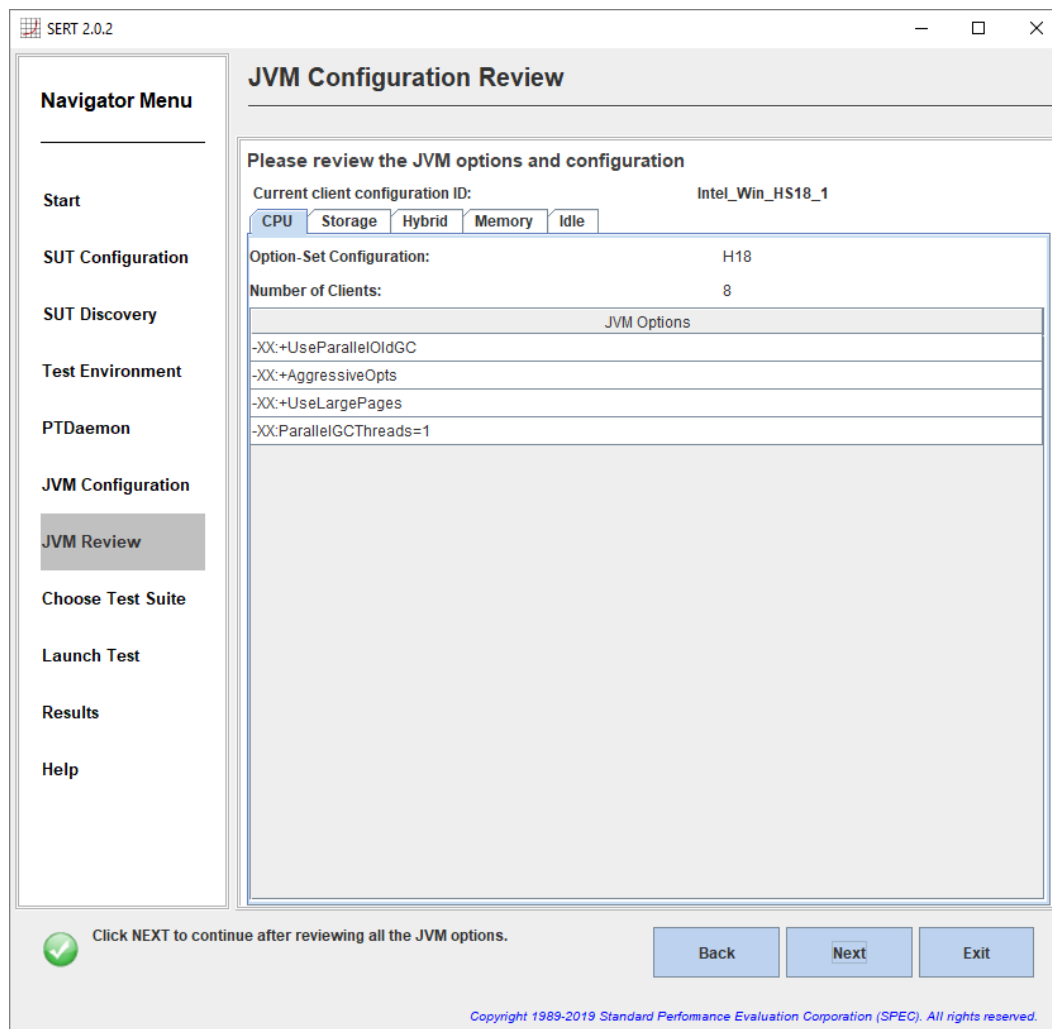 SERT 2.0.2
Navigator Menu
Start
SUT Configuration
SUT Discovery
Test Environment
PTDaemon
JVM Configuration
JVM Review
Choose Test Suite
Launch Test
Results
Help
JVM Configuration Review
Please review the JVM options and configuration
Current client configuration ID: Intel_Win_HS18_1
CPU Storage Hybrid Memory Idle
Option-Set Configuration: H18
Number of Clients: 8
JVM Options
-XX:+UseParallelOldGC
-XX:+AggressiveOpts
-XX:+UseLargePages
-XX:ParallelGCThreads=1
Click NEXT to continue after reviewing all the JVM options.
Back Next Exit
Copyright 1989-2019 Standard Performance Evaluation Corporation (SPEC). All rights reserved.